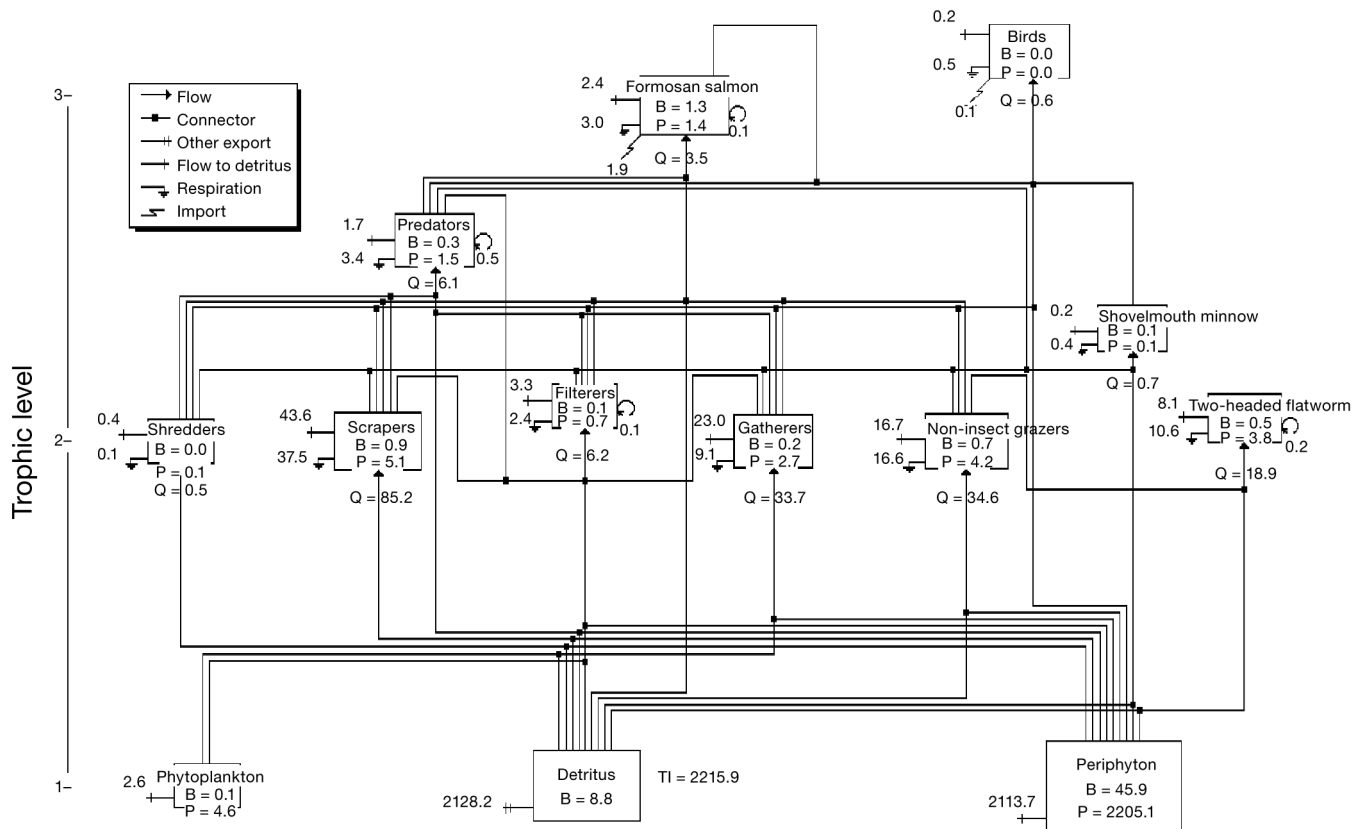 0.2
Birds
B = 0.0
P = 0.0
0.5
0.1
Q = 0.6
3
2.4
Formosan salmon
B = 1.3
P = 1.4
3.0
0.1
Q = 3.5
1.9
Flow
Connector
Other export
Flow to detritus
Respiration
Import
1.7
Predators
B = 0.3
P = 1.5
3.4
0.5
Q = 6.1
0.2
Shovelmouth minnow
B = 0.1
P = 0.1
0.4
Q = 0.7
Trophic level
2
0.4
Shredders
B = 0.0
0.1
P = 0.1
Q = 0.5
43.6
Scrapers
B = 0.9
P = 5.1
37.5
Q = 85.2
3.3
Filterers
B = 0.1
P = 0.7
2.4
0.1
Q = 6.2
23.0
Gatherers
B = 0.2
P = 2.7
9.1
Q = 33.7
16.7
Non-insect grazers
B = 0.7
P = 4.2
16.6
Q = 34.6
8.1
Two-headed flatworm
B = 0.5
P = 3.8
10.6
0.2
Q = 18.9
1
2.6
Phytoplankton
B = 0.1
P = 4.6
2128.2
Detritus
B = 8.8
TI = 2215.9
2113.7
Periphyton
B = 45.9
P = 2205.1